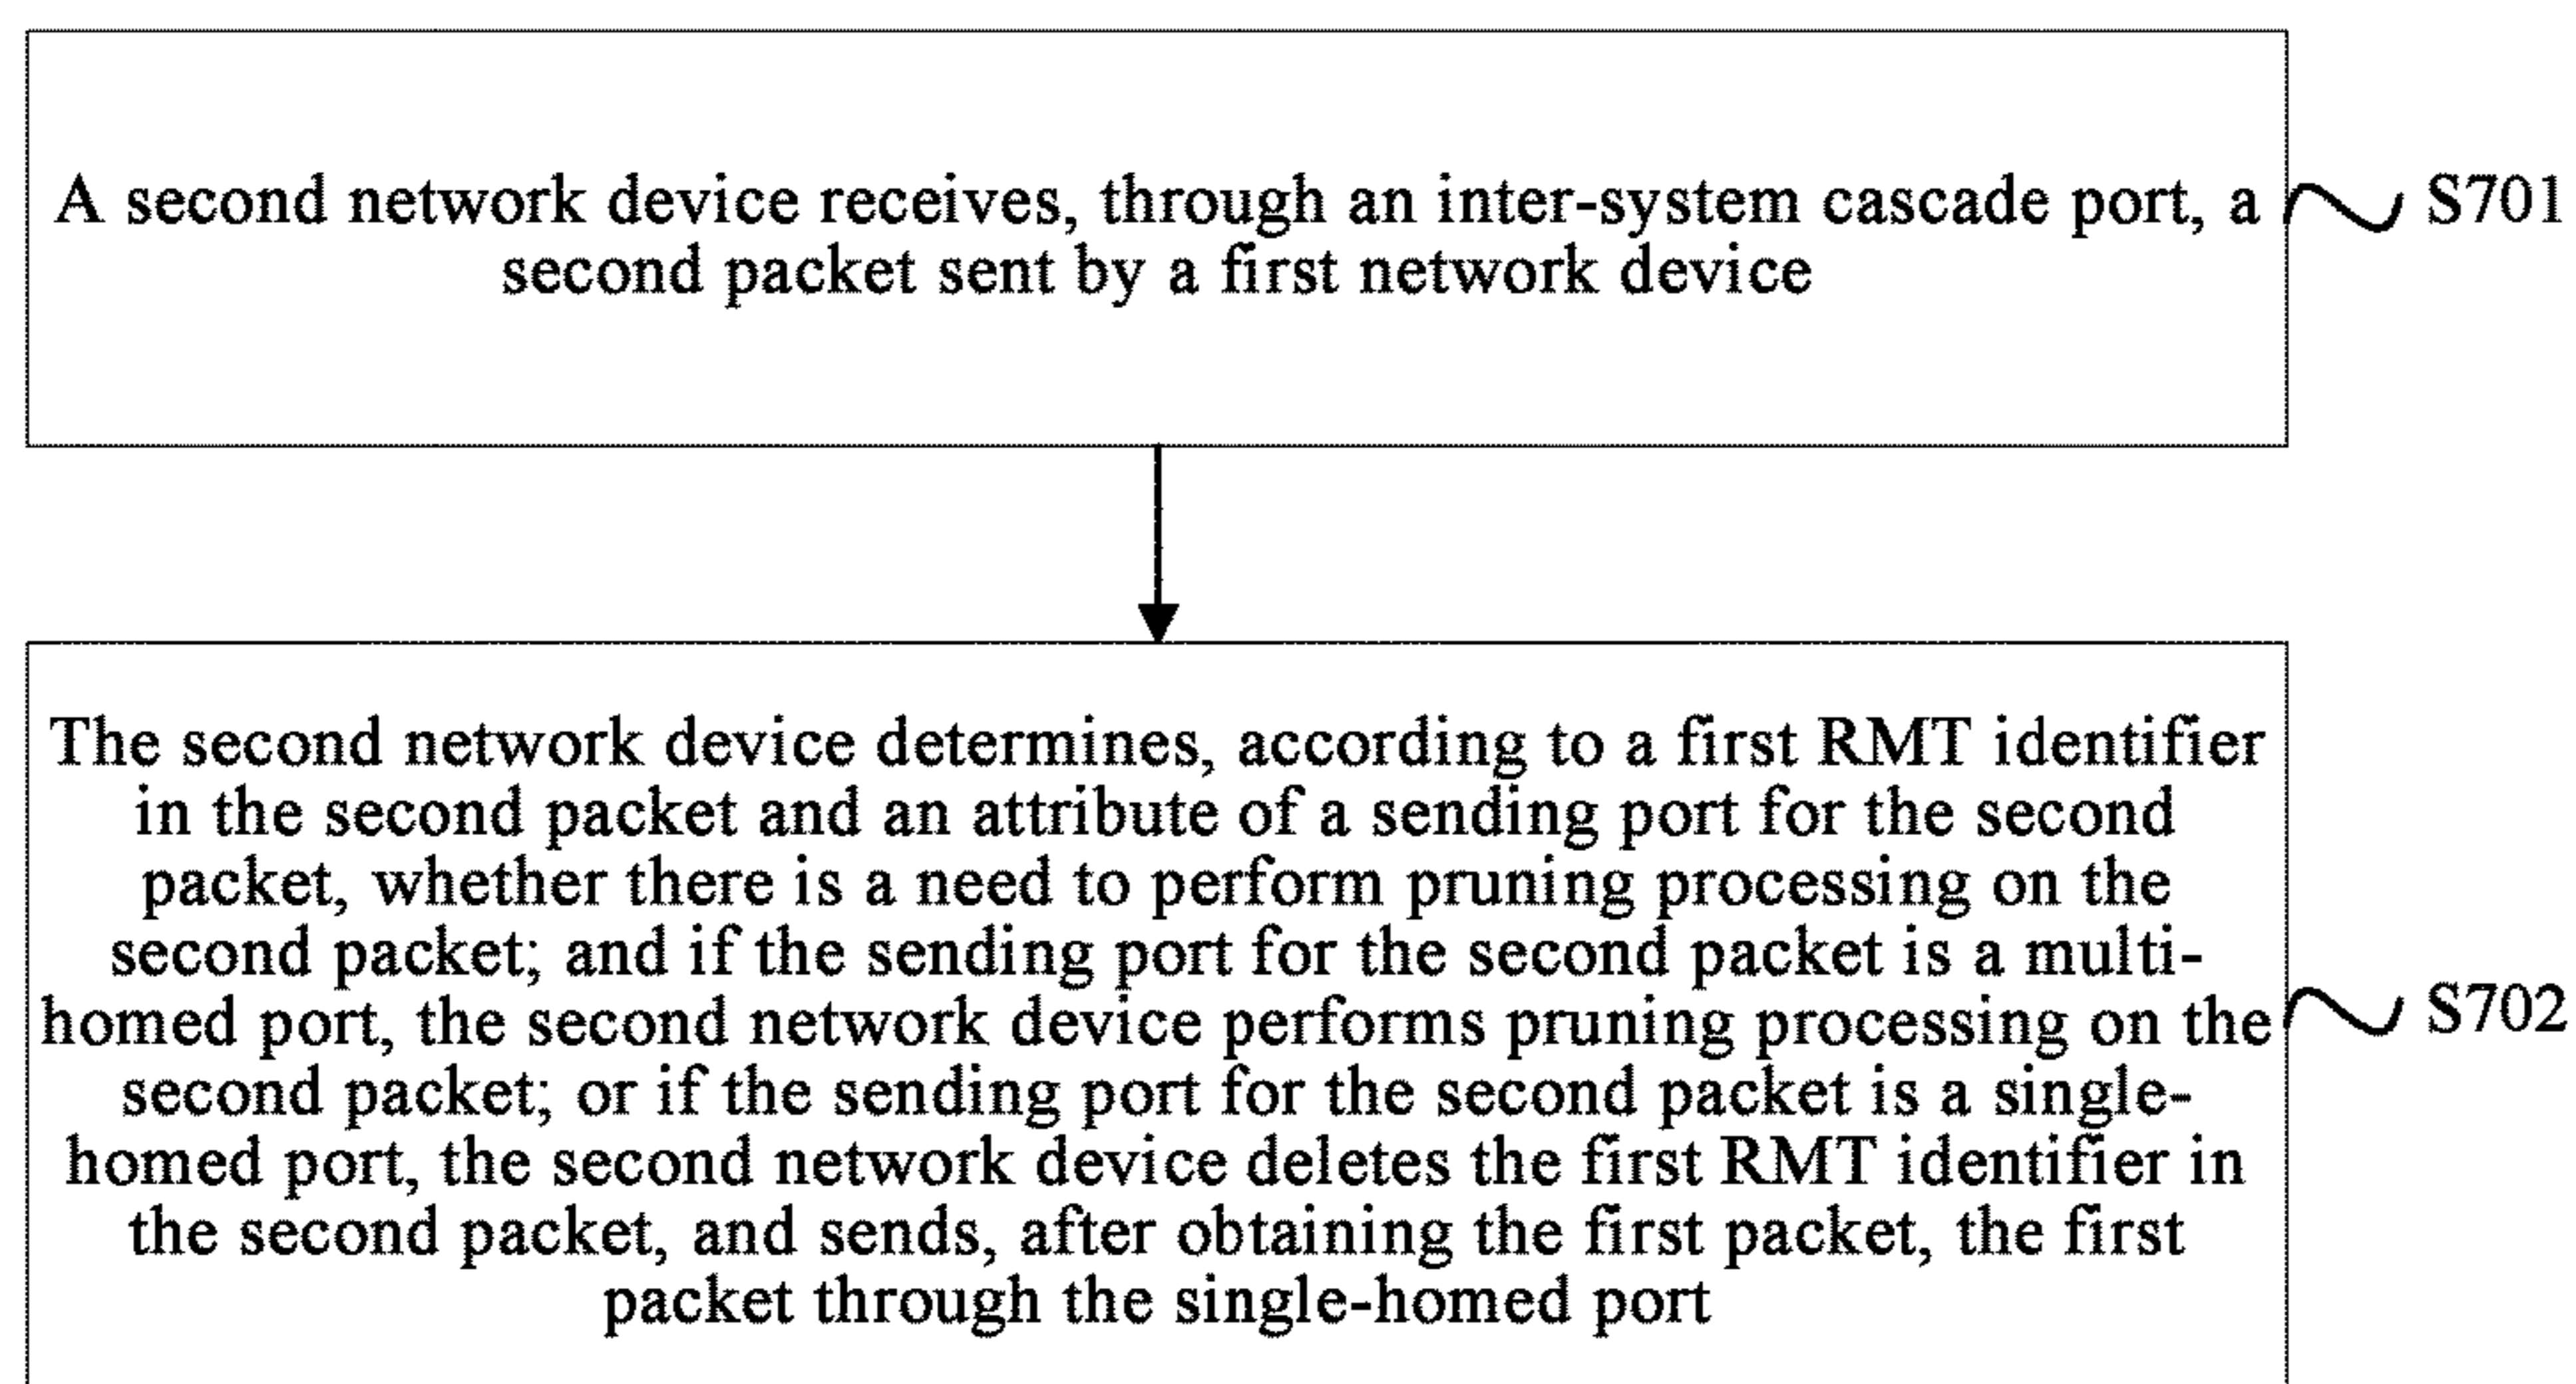 A second network device receives, through an inter-system cascade port, a
second packet sent by a first network device
S701
The second network device determines, according to a first RMT identifier
in the second packet and an attribute of a sending port for the second
packet, whether there is a need to perform pruning processing on the
second packet; and if the sending port for the second packet is a multi-
homed port, the second network device performs pruning processing on the
second packet; or if the sending port for the second packet is a single-
homed port, the second network device deletes the first RMT identifier in
the second packet, and sends, after obtaining the first packet, the first
packet through the single-homed port
S702